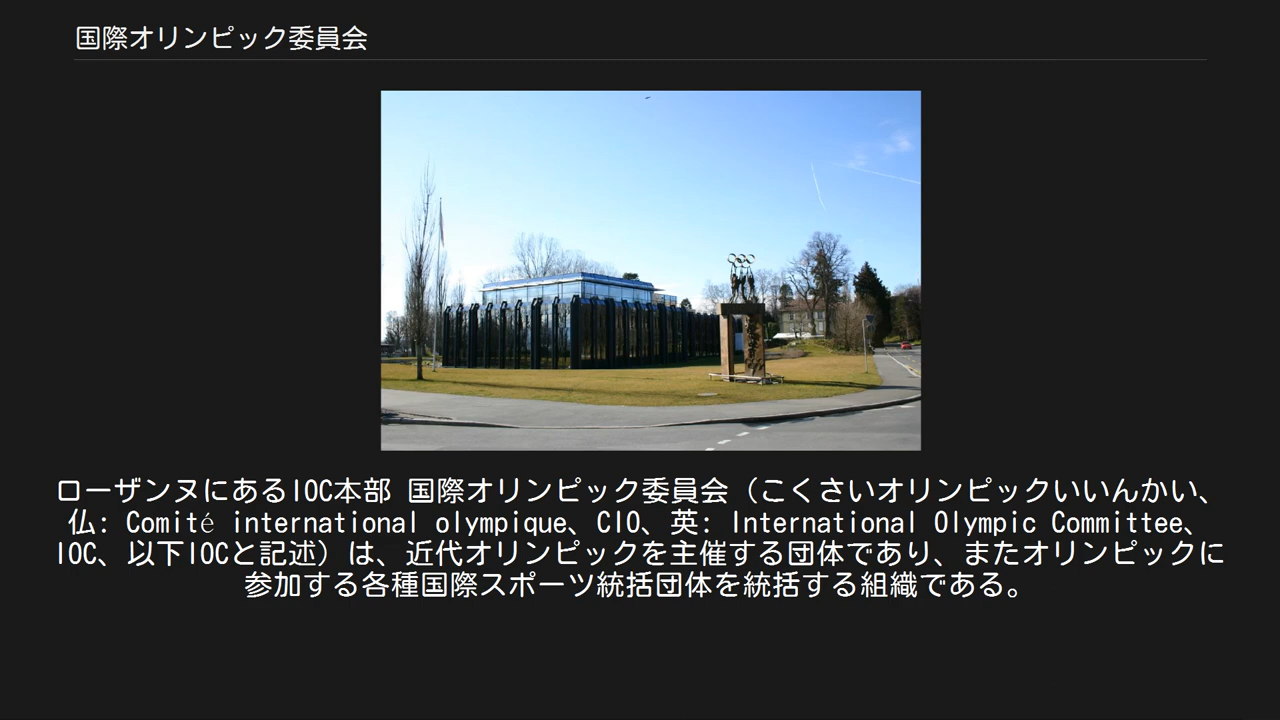 国際オリンピック委員会
ローザンヌにあるIOC本部 国際オリンピック委員会（こくさいオリンピックいいんかい、
仏: Comité international olympique、CIO、英: International Olympic Committee、
IOC、以下IOCと記述）は、近代オリンピックを主催する団体であり、またオリンピックに
参加する各種国際スポーツ統括団体を統括する組織である。